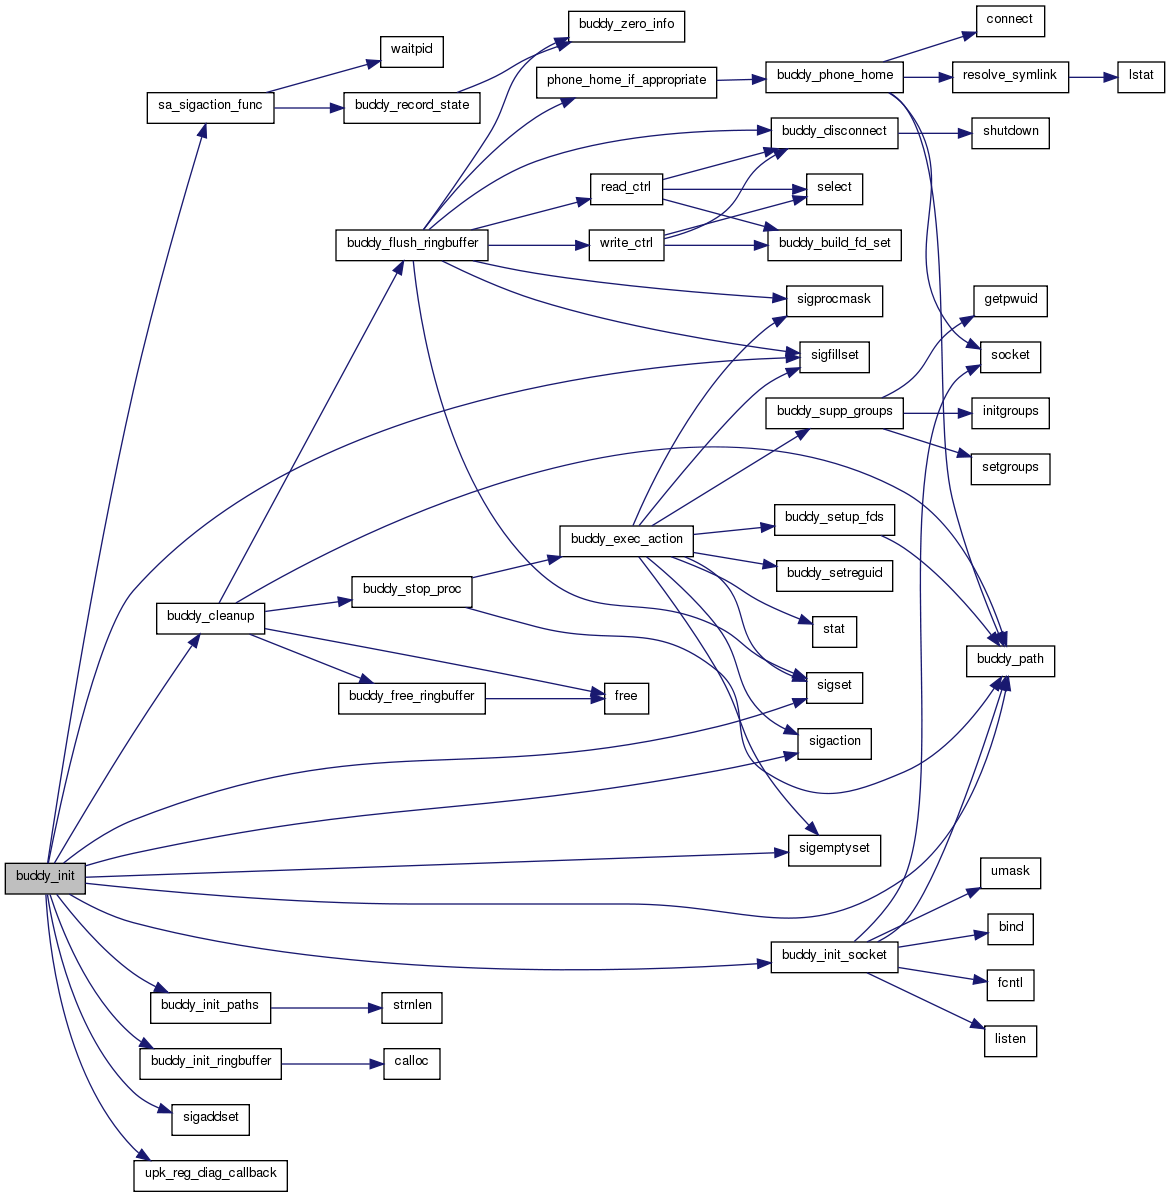 connect
buddy_zero_info
waitpid
phone_home_if_appropriate
buddy_phone_home
resolve_symlink
lstat
sa_sigaction_func
buddy_record_state
buddy_disconnect
shutdown
read_ctrl
select
buddy_flush_ringbuffer
write_ctrl
buddy_build_fd_set
sigprocmask
getpwuid
sigfillset
socket
buddy_supp_groups
initgroups
setgroups
buddy_setup_fds
buddy_exec_action
buddy_setreguid
buddy_stop_proc
buddy_cleanup
stat
buddy_path
buddy_free_ringbuffer
free
sigset
sigaction
sigemptyset
buddy_init
umask
bind
buddy_init_socket
fcntl
buddy_init_paths
strnlen
listen
buddy_init_ringbuffer
calloc
sigaddset
upk_reg_diag_callback